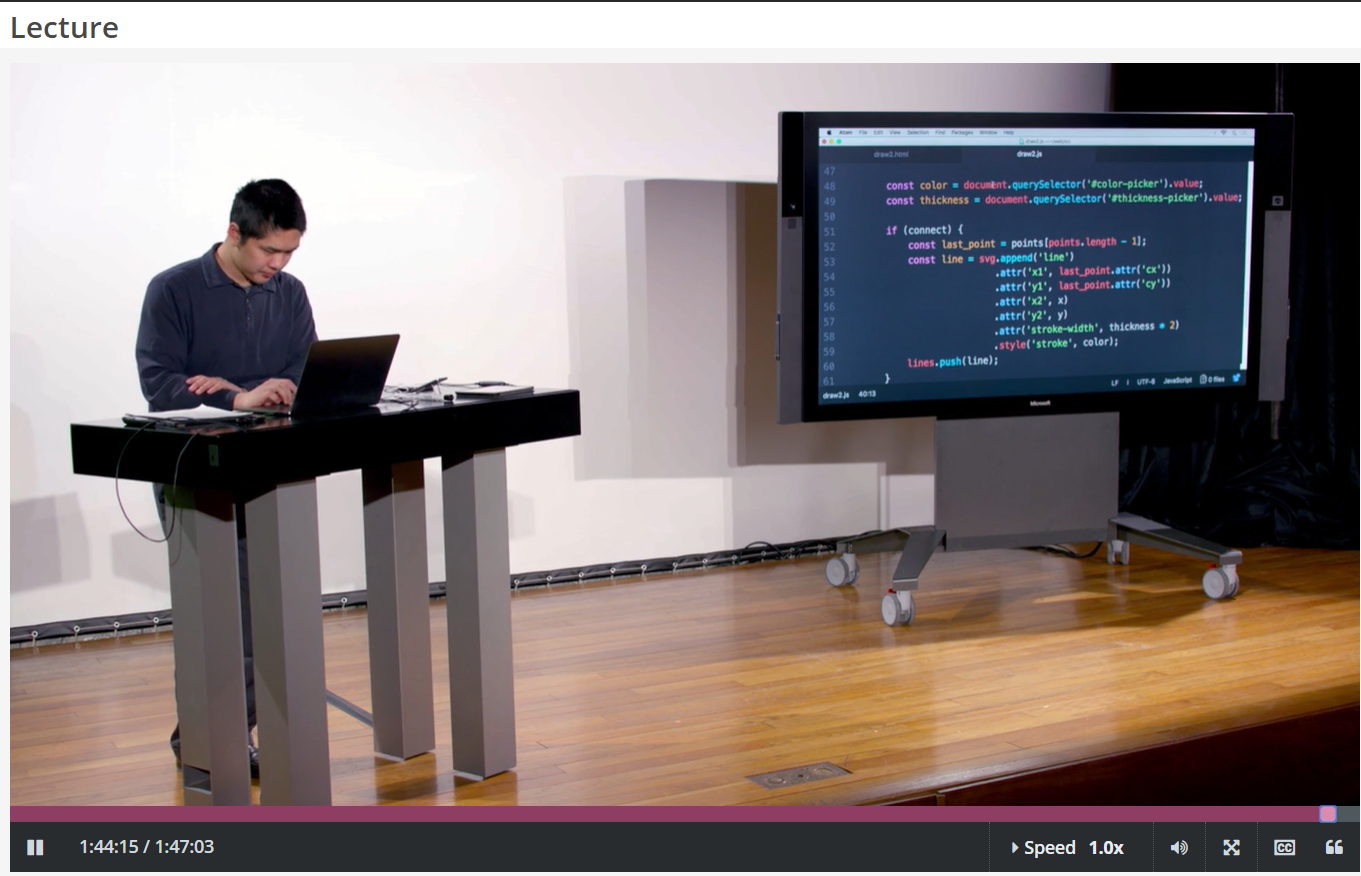 Lecture
Atom File Edit View Selection Find Packages Window Help
draw2.html draw2.js
47
48 const color = document.querySelector('#color-picker').value;
49 const thickness = document.querySelector('#thickness-picker').value;
50
51 if (connect) {
52 const last_point = points[points.length - 1];
53 const line = svg.append('line')
54 .attr('x1', last_point.attr('cx'))
55 .attr('y1', last_point.attr('cy'))
56 .attr('x2', x)
57 .attr('y2', y)
58 .attr('stroke-width', thickness * 2)
59 .style('stroke', color);
60 lines.push(line);
61 }
draw2.js 40:13 LF UTF-8 JavaScript 0 files
Microsoft
1:44:15 / 1:47:03 Speed 1.0x CC